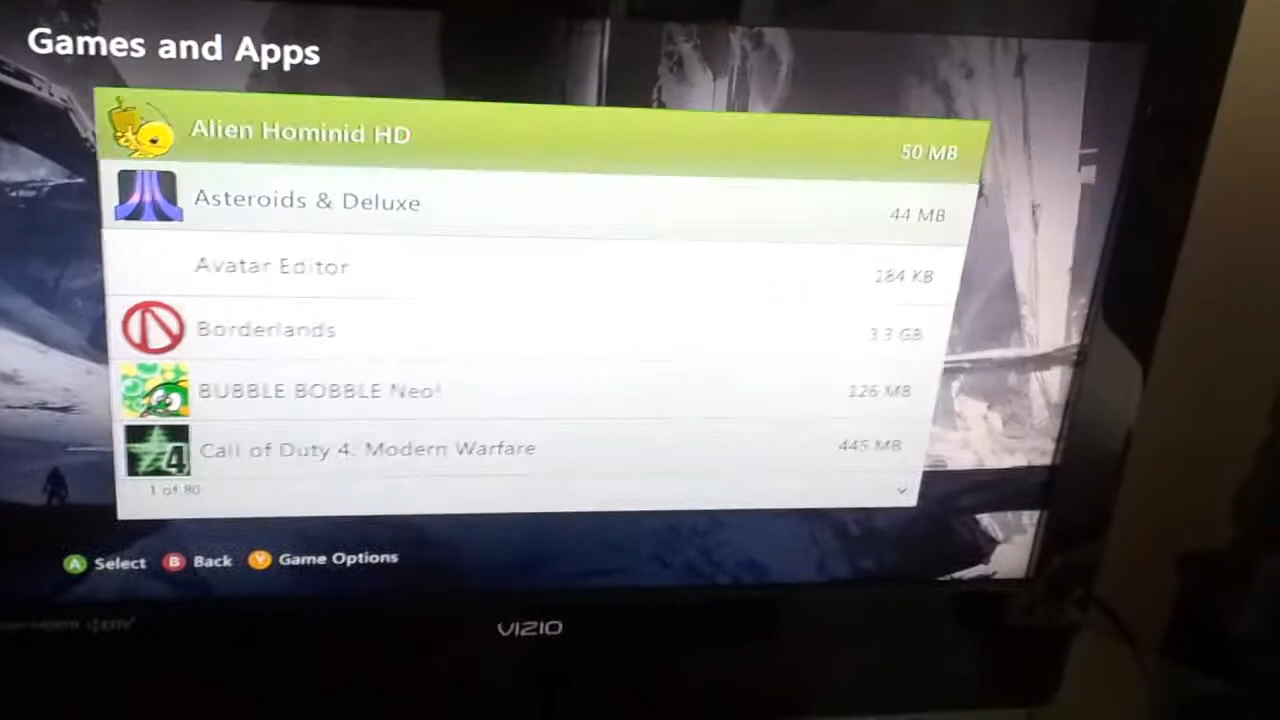 Games and Apps
Alien Hominid HD 50 MB
Asteroids & Deluxe 44 MB
Avatar Editor 184 KB
Borderlands 3.3 GB
BUBBLE BOBBLE Neo! 126 MB
4 Call of Duty 4: Modern Warfare 445 MB
1 of 80
A Select B Back Y Game Options
VIZIO